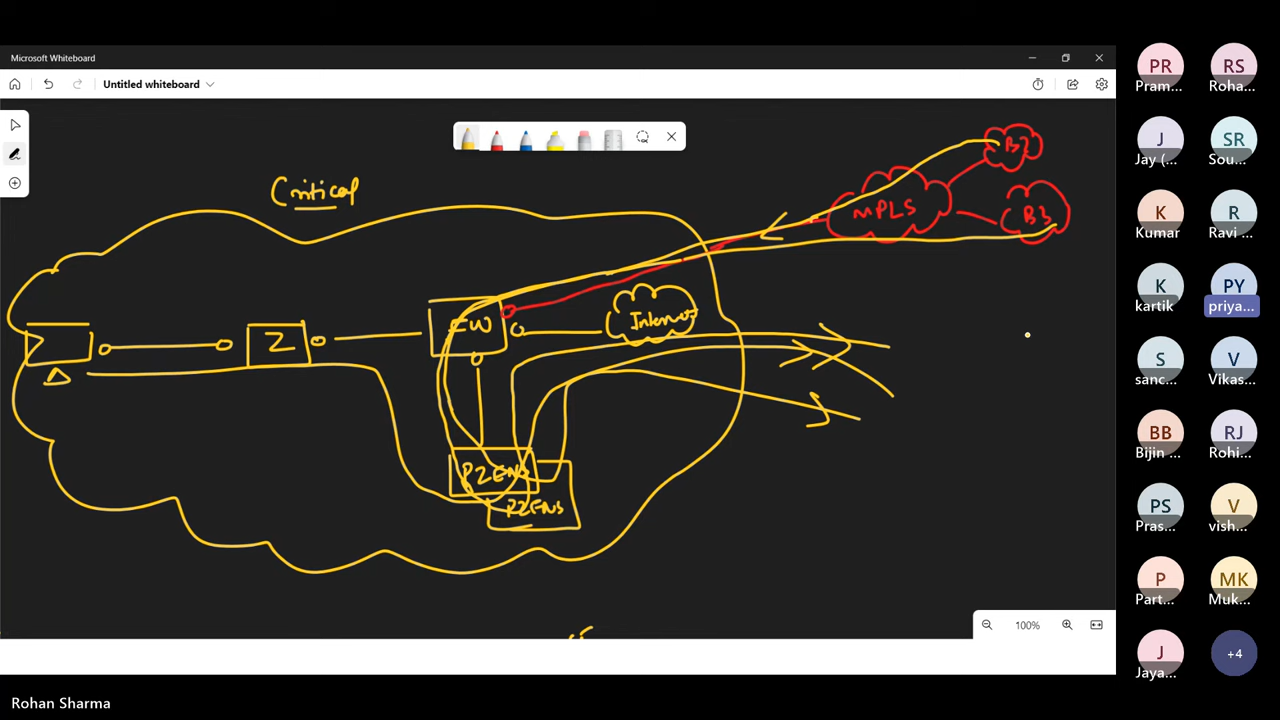 Microsoft Whiteboard
Untitled whiteboard
Critical
B2
MPLS
B3
FW
Internet
Z
PZENS
PZENS
100%
Rohan Sharma
PR
Pram...
RS
Roha...
J
Jay (...
SR
Sou...
K
Kumar
R
Ravi ...
K
kartik
PY
priya...
S
sanc...
V
Vikas...
BB
Bijin ...
RJ
Rohi...
PS
Pras...
V
vish...
P
Part...
MK
Muk...
J
Jaya...
+4